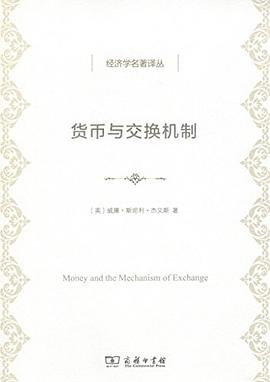 经济学名著译丛
货币与交换机制
〔英〕威廉·斯坦利·杰文斯 著
Money and the Mechanism of Exchange
商务印书馆
The Commercial Press